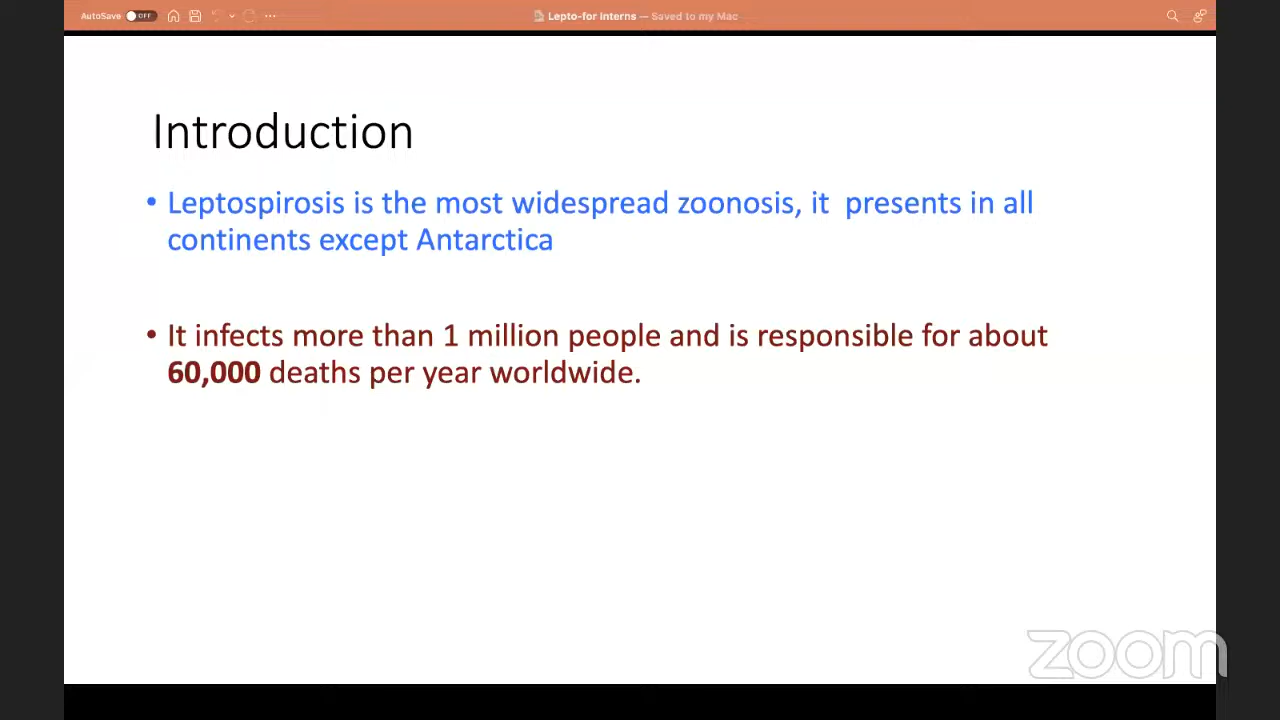 AutoSave OFF
Lepto-for interns — Saved to my Mac
Introduction
• Leptospirosis is the most widespread zoonosis, it presents in all
continents except Antarctica
• It infects more than 1 million people and is responsible for about
60,000 deaths per year worldwide.
zoom